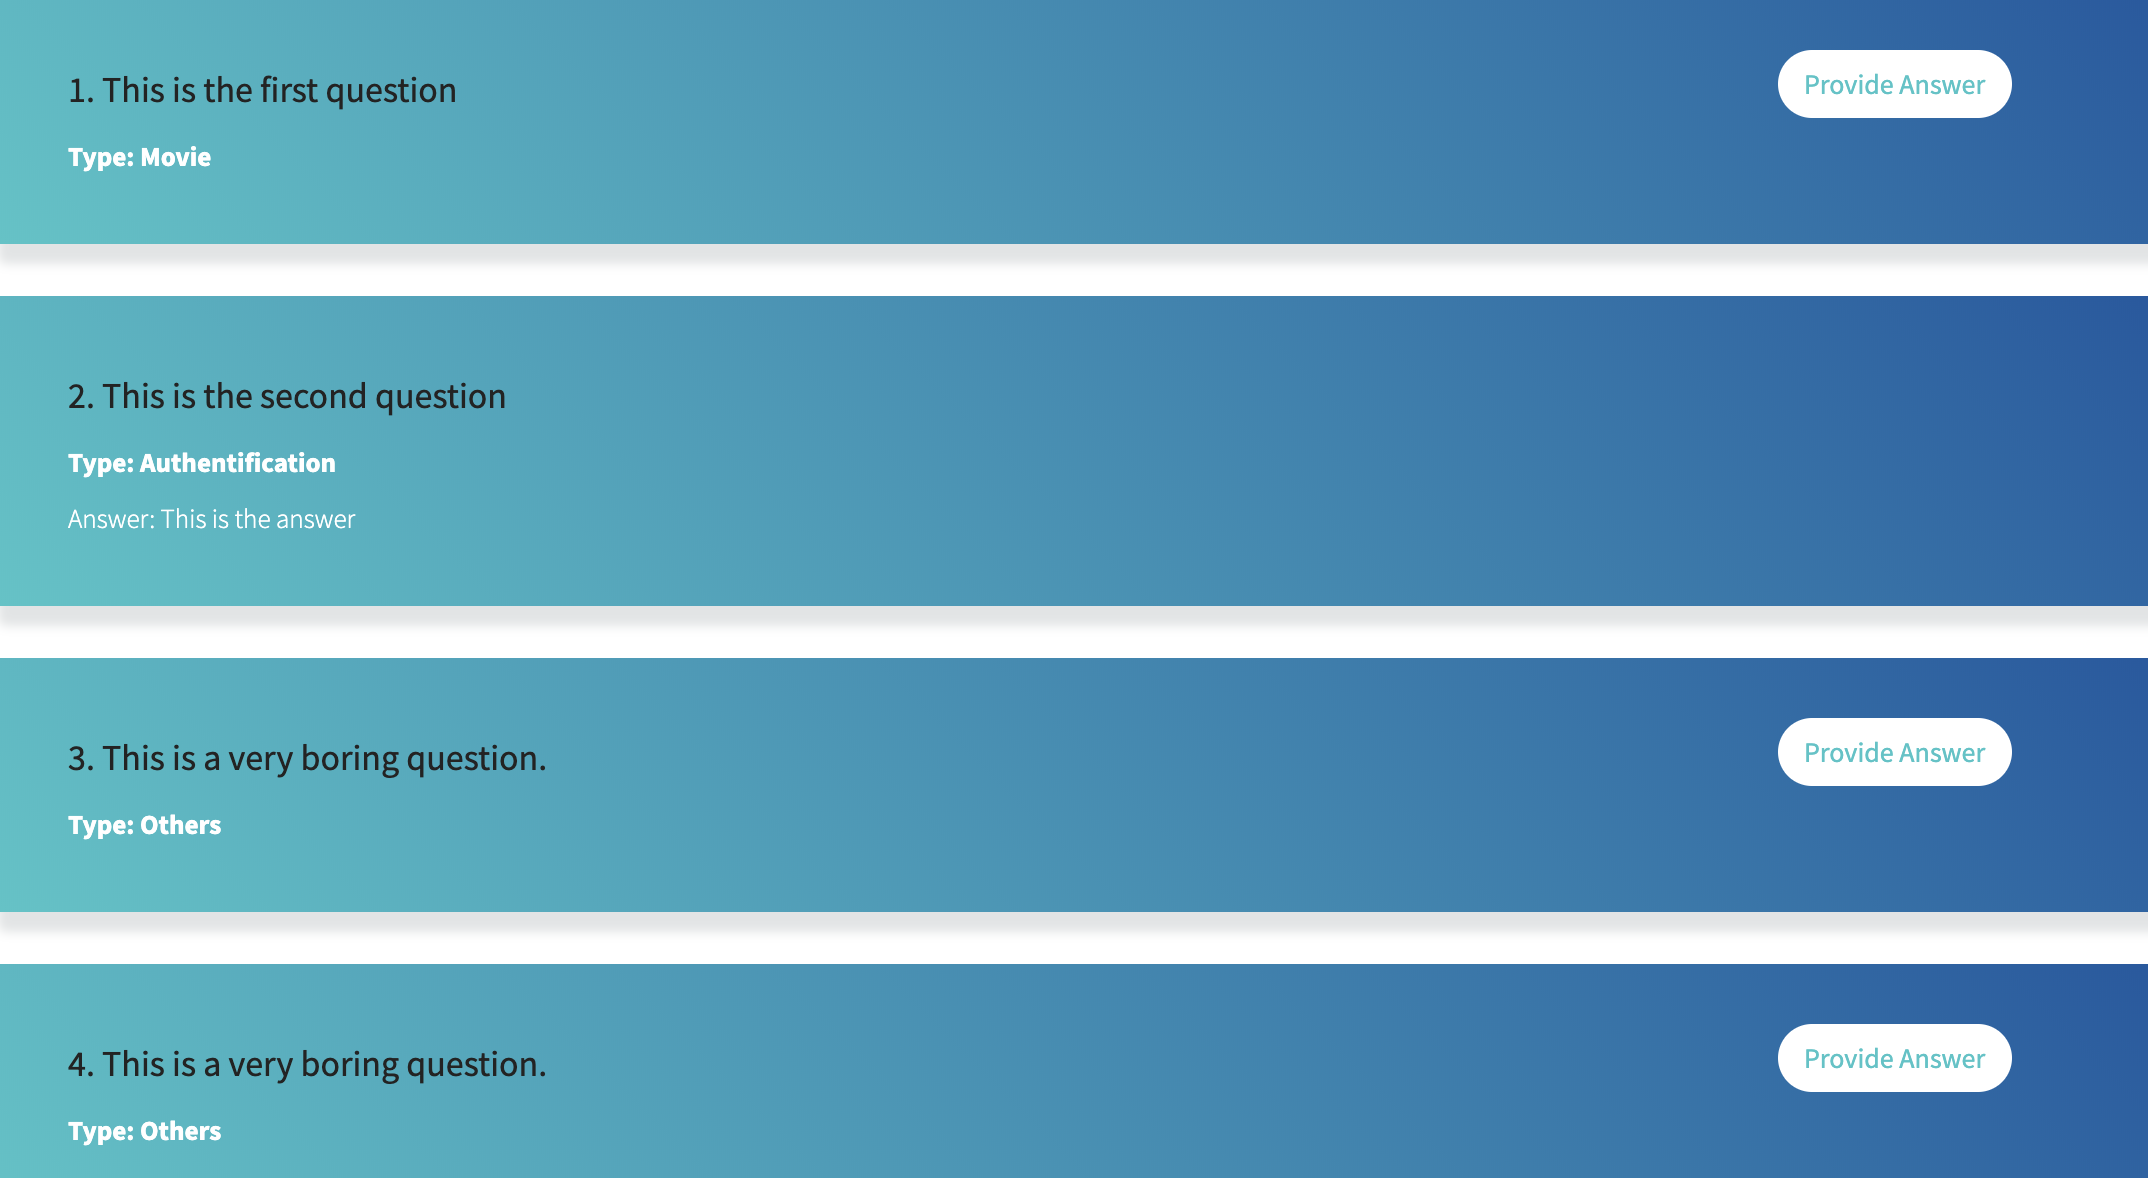 1. This is the first question
Provide Answer
Type: Movie
2. This is the second question
Type: Authentification
Answer: This is the answer
3. This is a very boring question.
Provide Answer
Type: Others
4. This is a very boring question.
Provide Answer
Type: Others